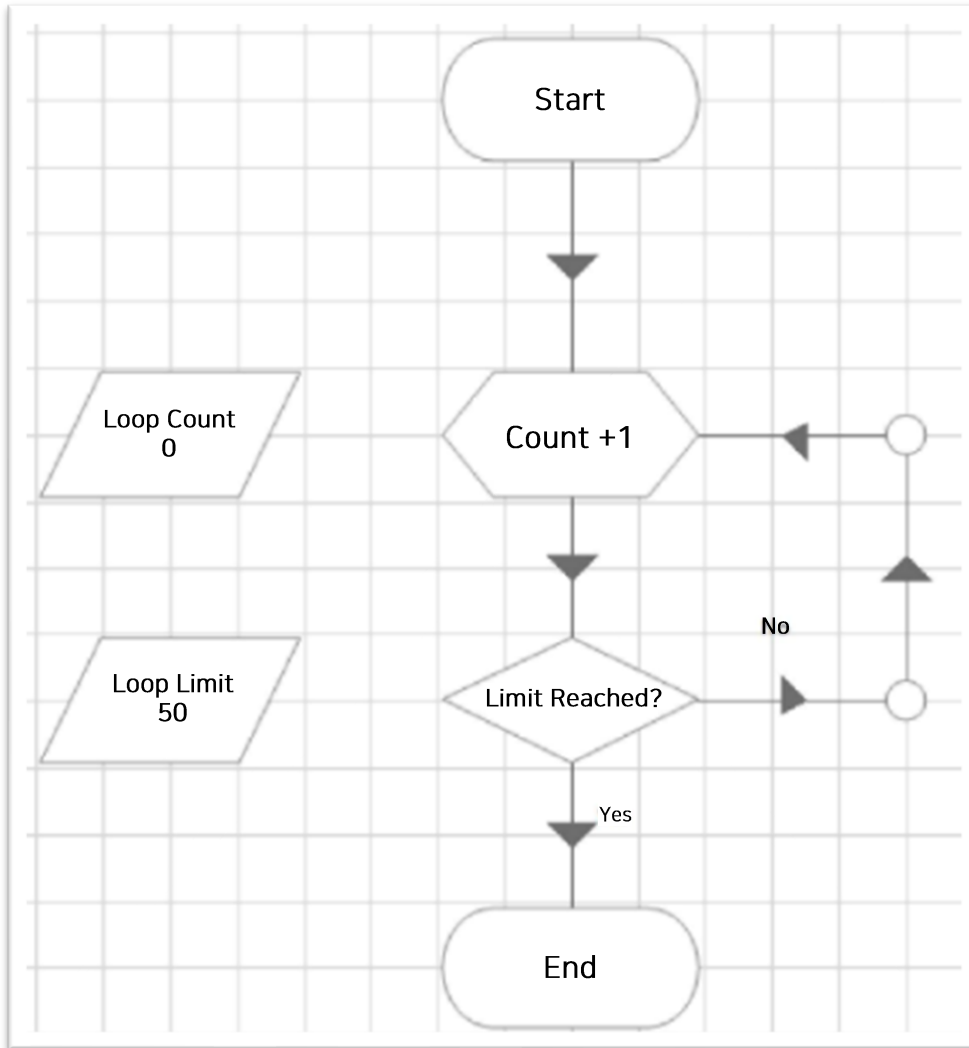 Start
Loop Count
0
Count +1
No
Loop Limit
50
Limit Reached?
Yes
End